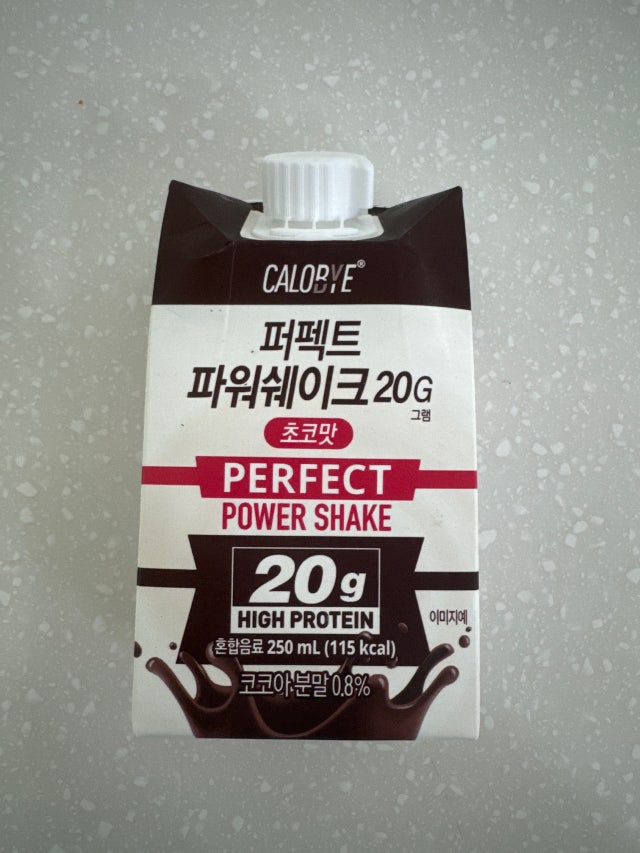 CALOBYE®
퍼펙트
파워쉐이크 20G
그램
초코맛
PERFECT
POWER SHAKE
20g
HIGH PROTEIN
이미지예
혼합음료 250 mL (115 kcal)
코코아분말 0.8%